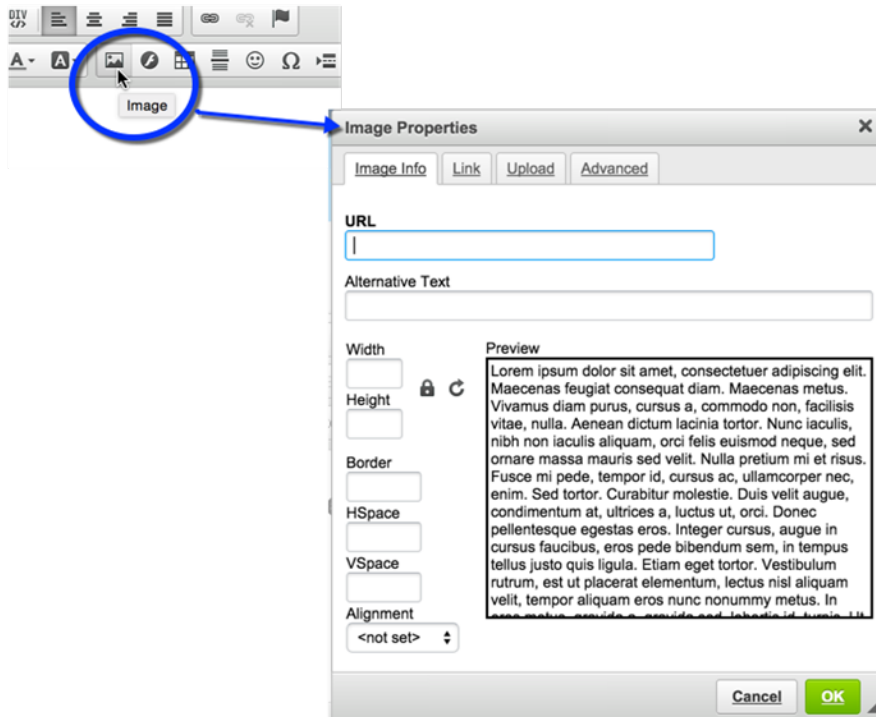 DIV
A A Ω
Image
Image Properties
Image Info Link Upload Advanced
URL
Alternative Text
Width
Height
Border
HSpace
VSpace
Alignment
<not set>
Preview
Lorem ipsum dolor sit amet, consectetuer adipiscing elit.
Maecenas feugiat consequat diam. Maecenas metus.
Vivamus diam purus, cursus a, commodo non, facilisis
vitae, nulla. Aenean dictum lacinia tortor. Nunc iaculis,
nibh non iaculis aliquam, orci felis euismod neque, sed
ornare massa mauris sed velit. Nulla pretium mi et risus.
Fusce mi pede, tempor id, cursus ac, ullamcorper nec,
enim. Sed tortor. Curabitur molestie. Duis velit augue,
condimentum at, ultrices a, luctus ut, orci. Donec
pellentesque egestas eros. Integer cursus, augue in
cursus faucibus, eros pede bibendum sem, in tempus
tellus justo quis ligula. Etiam eget tortor. Vestibulum
rutrum, est ut placerat elementum, lectus nisl aliquam
velit, tempor aliquam eros nunc nonummy metus. In
Cancel OK